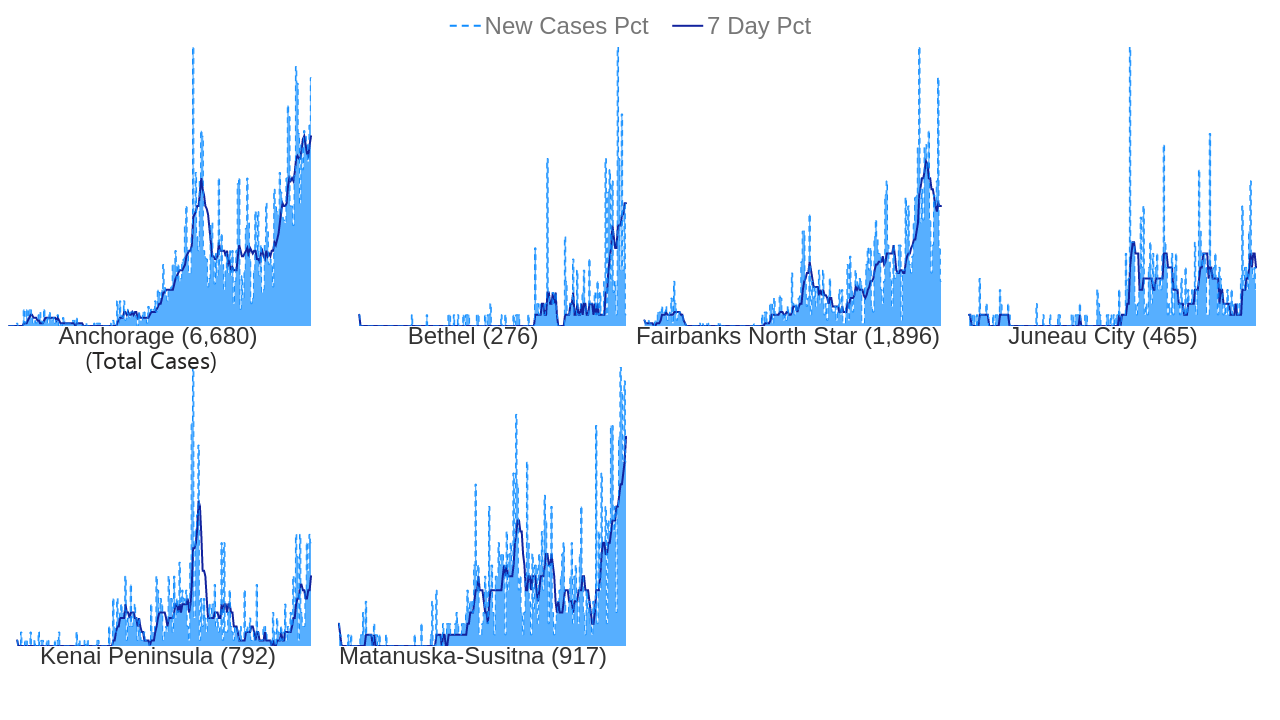 New Cases Pct 7 Day Pct
Anchorage (6,680)
(Total Cases)
Bethel (276)
Fairbanks North Star (1,896)
Juneau City (465)
Kenai Peninsula (792)
Matanuska-Susitna (917)